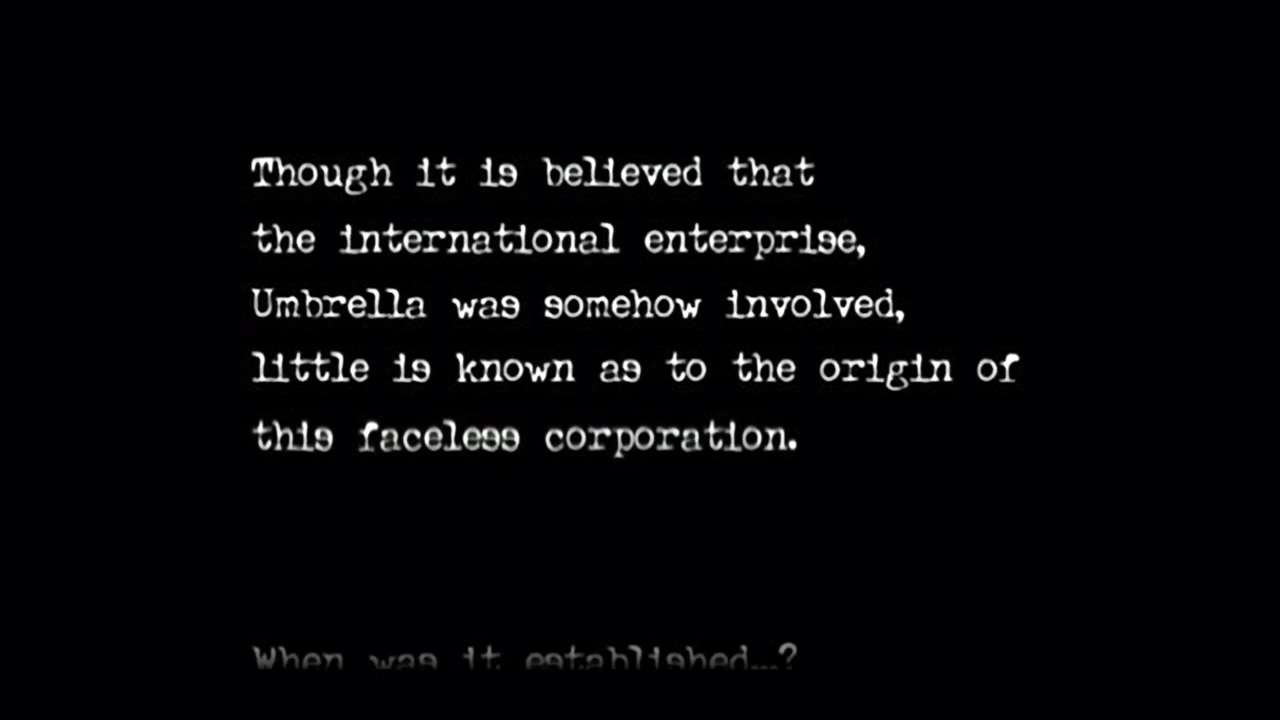 Though it is believed that
the international enterprise,
Umbrella was somehow involved,
little is known as to the origin of
this faceless corporation.
When was it established...?